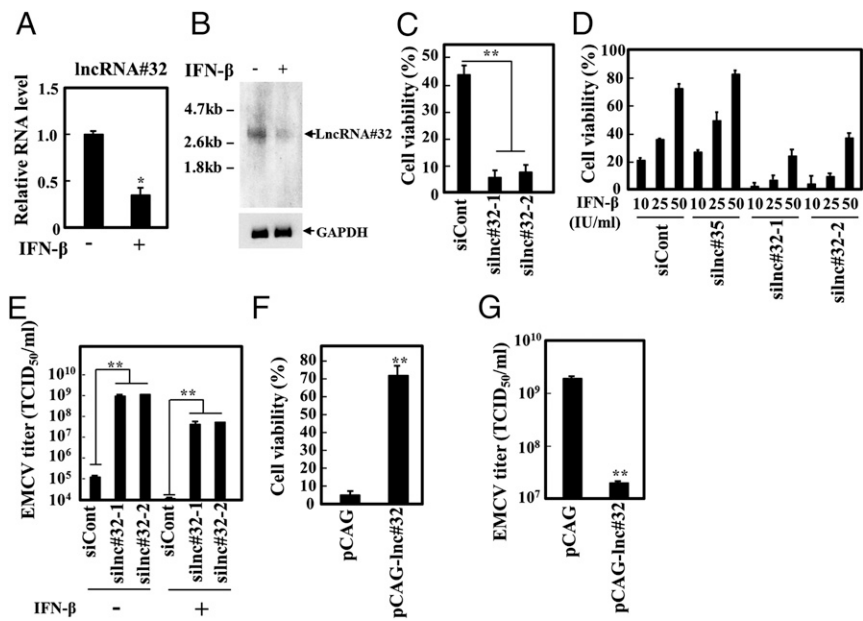 A
lncRNA#32
Relative RNA level
1.5
1.0
0.5
0
*
- +
IFN-β
B
IFN-β - +
4.7kb
2.6kb
1.8kb
LncRNA#32
GAPDH
C
Cell viability (%)
50
40
30
20
10
0
**
siCont
silnc#32-1
silnc#32-2
D
Cell viability (%)
100
80
60
40
20
0
IFN-β 10 25 50 10 25 50 10 25 50 10 25 50
(IU/ml)
siCont
silnc#35
silnc#32-1
silnc#32-2
E
EMCV titer (TCID50/ml)
10^10
10^9
10^8
10^7
10^6
10^5
10^4
**
**
siCont
silnc#32-1
silnc#32-2
siCont
silnc#32-1
silnc#32-2
IFN-β - +
F
Cell viability (%)
80
70
60
50
40
30
20
10
0
**
pCAG
pCAG-lnc#32
G
EMCV titer (TCID50/ml)
10^10
10^9
10^8
10^7
**
pCAG
pCAG-lnc#32